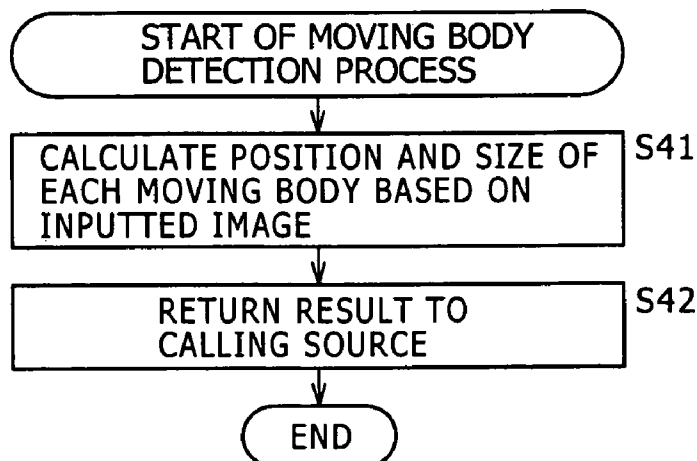 START OF MOVING BODY
DETECTION PROCESS
CALCULATE POSITION AND SIZE OF
EACH MOVING BODY BASED ON
INPUTTED IMAGE
S41
RETURN RESULT TO
CALLING SOURCE
S42
END